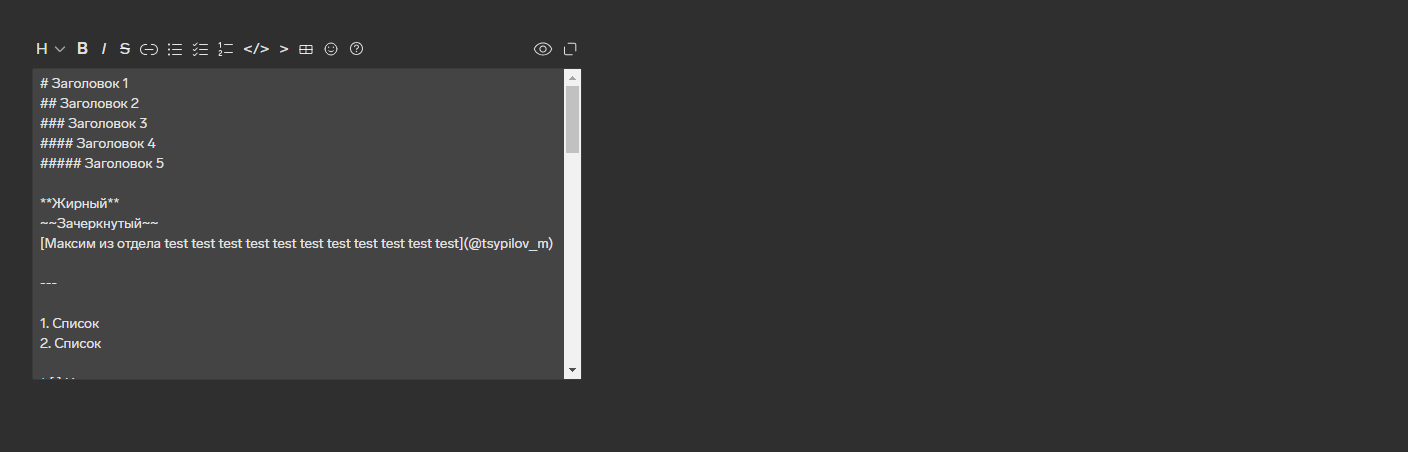 H B I S </> >
# Заголовок 1
## Заголовок 2
### Заголовок 3
#### Заголовок 4
##### Заголовок 5
**Жирный**
~~Зачеркнутый~~
[Максим из отдела test test test test test test test test test test test](@tsypilov_m)
---
1. Список
2. Список